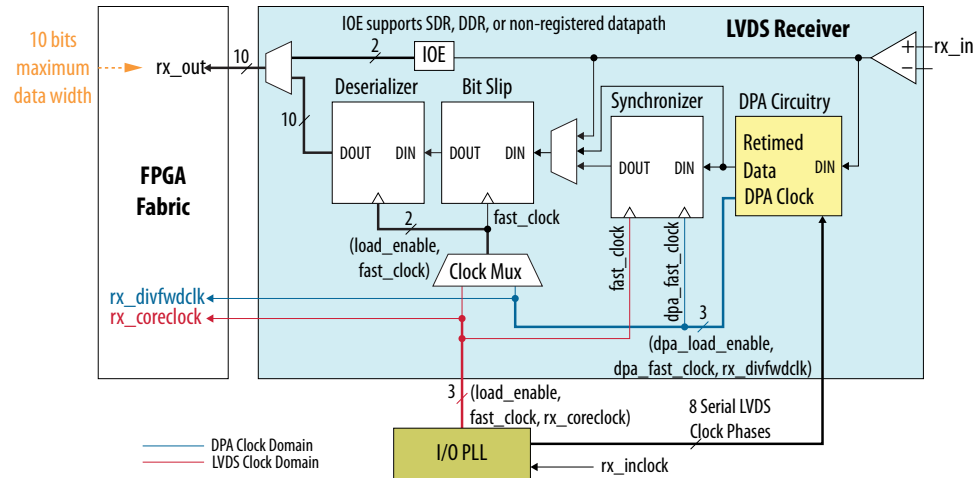 IOE supports SDR, DDR, or non-registered datapath
LVDS Receiver
10 bits
maximum
data width
rx_out
10
2
IOE
+
−
rx_in
Deserializer
Bit Slip
Synchronizer
DPA Circuitry
10
DOUT
DIN
DOUT
DIN
DOUT
DIN
Retimed
Data
DIN
DPA Clock
FPGA
Fabric
2
fast_clock
(load_enable,
fast_clock)
Clock Mux
fast_clock
dpa_fast_clock
rx_divfwdclk
rx_coreclock
3
(dpa_load_enable,
dpa_fast_clock, rx_divfwdclk)
3
(load_enable,
fast_clock, rx_coreclock)
8 Serial LVDS
Clock Phases
I/O PLL
rx_inclock
DPA Clock Domain
LVDS Clock Domain